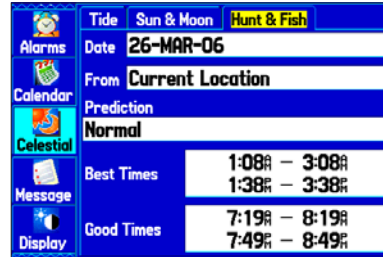 Tide Sun & Moon Hunt & Fish
Alarms
Date 26-MAR-06
From Current Location
Calendar
Prediction
Normal
Celestial
Best Times 1:08A – 3:08A
1:38P – 3:38P
Message
Good Times 7:19A – 8:19A
7:49P – 8:49P
Display